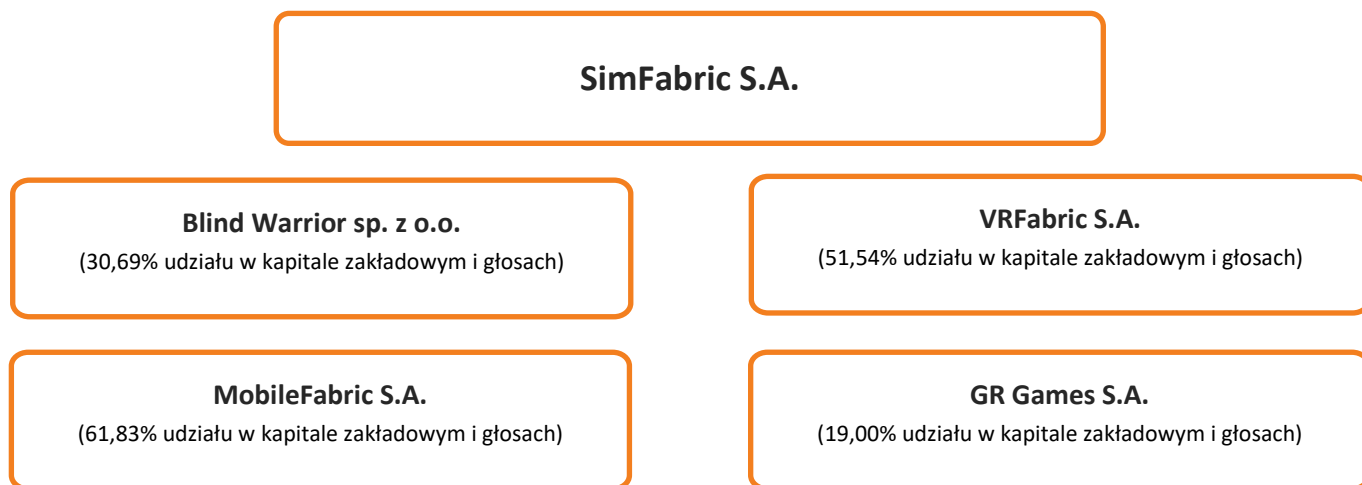 SimFabric S.A.
Blind Warrior sp. z o.o.
(30,69% udziału w kapitale zakładowym i głosach)
VRFabric S.A.
(51,54% udziału w kapitale zakładowym i głosach)
MobileFabric S.A.
(61,83% udziału w kapitale zakładowym i głosach)
GR Games S.A.
(19,00% udziału w kapitale zakładowym i głosach)